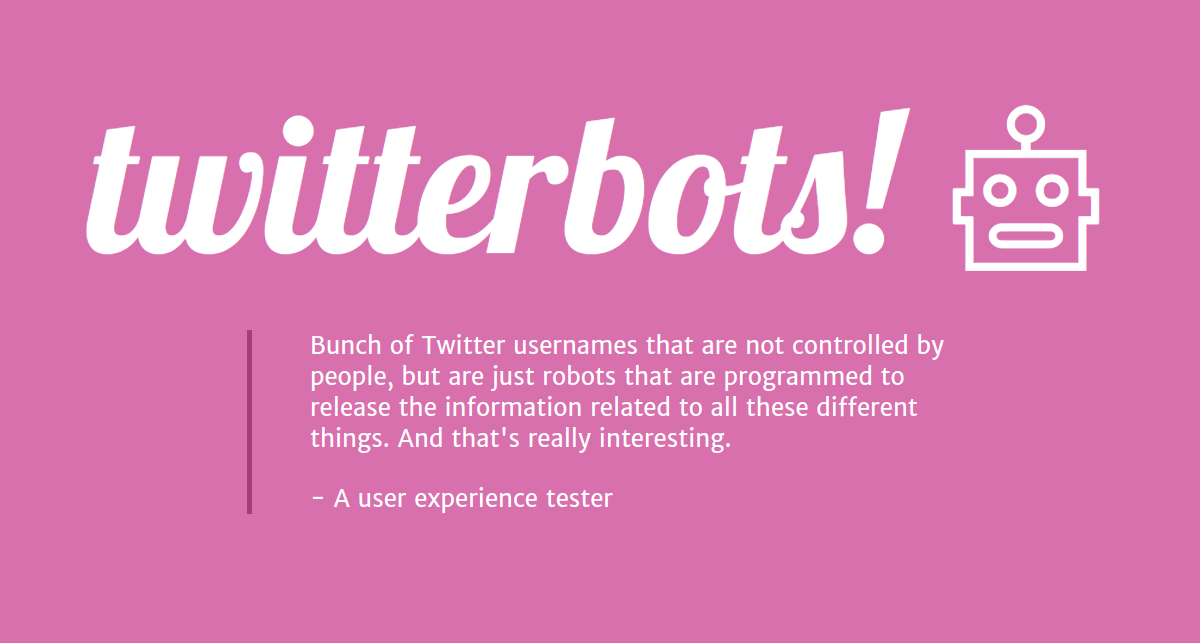 twitterbots!
Bunch of Twitter usernames that are not controlled by
people, but are just robots that are programmed to
release the information related to all these different
things. And that's really interesting.
- A user experience tester